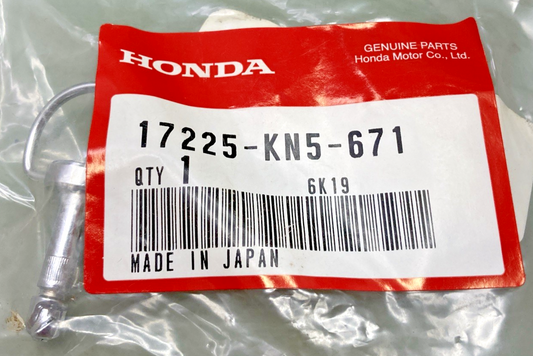 HONDA
GENUINE PARTS
Honda Motor Co., Ltd.
17225-KN5-671
QTY 1
6K19
MADE IN JAPAN